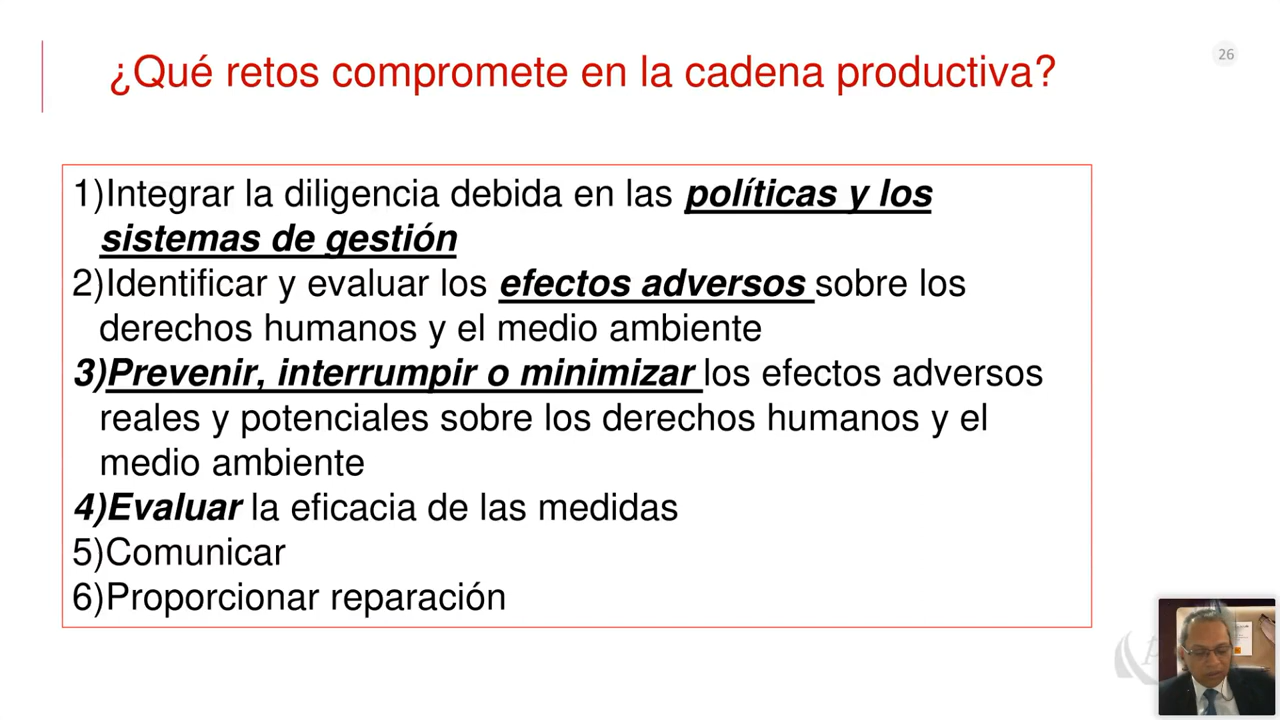 ¿Qué retos compromete en la cadena productiva?
26
1)Integrar la diligencia debida en las políticas y los
sistemas de gestión
2)Identificar y evaluar los efectos adversos sobre los
derechos humanos y el medio ambiente
3)Prevenir, interrumpir o minimizar los efectos adversos
reales y potenciales sobre los derechos humanos y el
medio ambiente
4)Evaluar la eficacia de las medidas
5)Comunicar
6)Proporcionar reparación